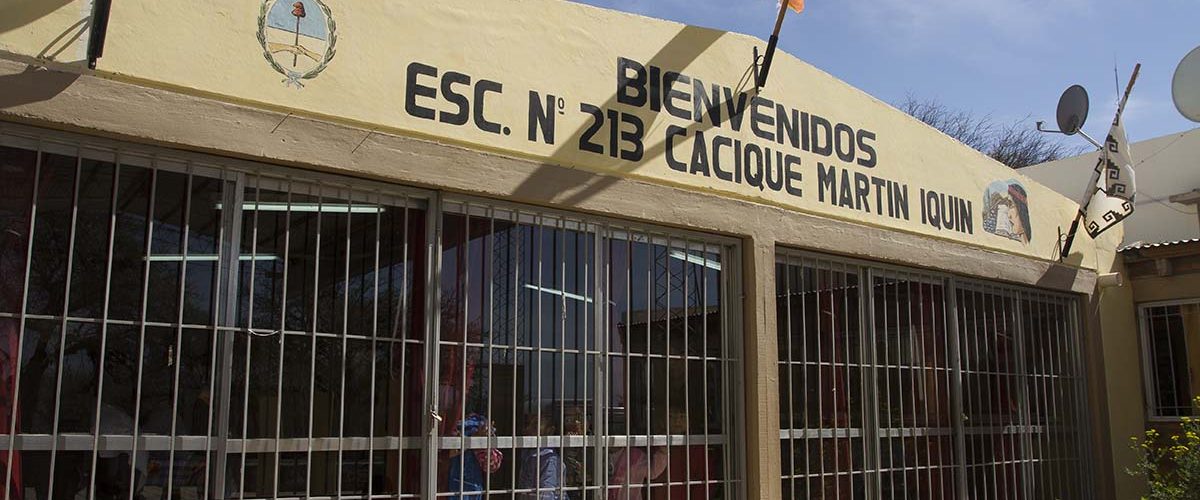 BIENVENIDOS
ESC. Nº 213 CACIQUE MARTIN IQUIN